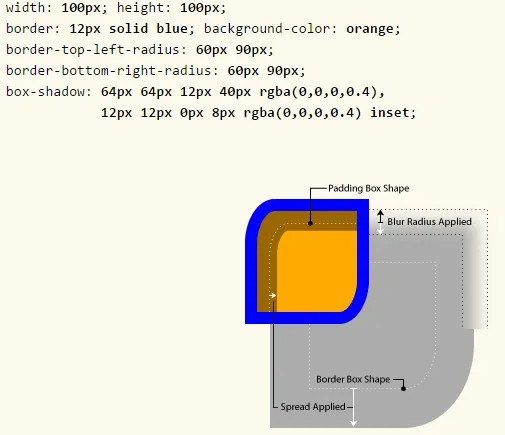 width: 100px; height: 100px;
border: 12px solid blue; background-color: orange;
border-top-left-radius: 60px 90px;
border-bottom-right-radius: 60px 90px;
box-shadow: 64px 64px 12px 40px rgba(0,0,0,0.4),
12px 12px 0px 8px rgba(0,0,0,0.4) inset;
Padding Box Shape
Blur Radius Applied
Border Box Shape
Spread Applied